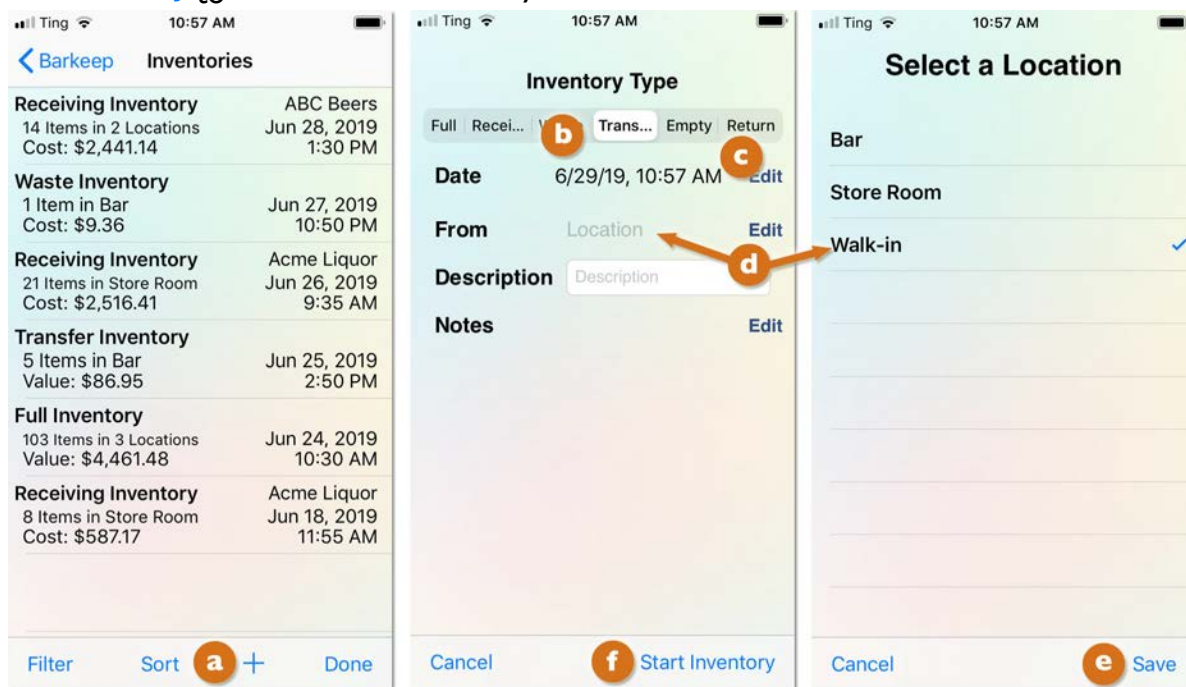 to
Ting 10:57 AM
Barkeep Inventories
Receiving Inventory ABC Beers
14 Items in 2 Locations Jun 28, 2019
Cost: $2,441.14 1:30 PM
Waste Inventory
1 Item in Bar Jun 27, 2019
Cost: $9.36 10:50 PM
Receiving Inventory Acme Liquor
21 Items in Store Room Jun 26, 2019
Cost: $2,516.41 9:35 AM
Transfer Inventory
5 Items in Bar Jun 25, 2019
Value: $86.95 2:50 PM
Full Inventory
103 Items in 3 Locations Jun 24, 2019
Value: $4,461.48 10:30 AM
Receiving Inventory Acme Liquor
8 Items in Store Room Jun 18, 2019
Cost: $587.17 11:55 AM
Filter Sort a + Done
Ting 10:57 AM
Inventory Type
Full Recei... b Trans... Empty Return
c
Date 6/29/19, 10:57 AM Edit
From Location Edit
d
Description Description
Notes Edit
Cancel f Start Inventory
Ting 10:57 AM
Select a Location
Bar
Store Room
Walk-in
Cancel e Save